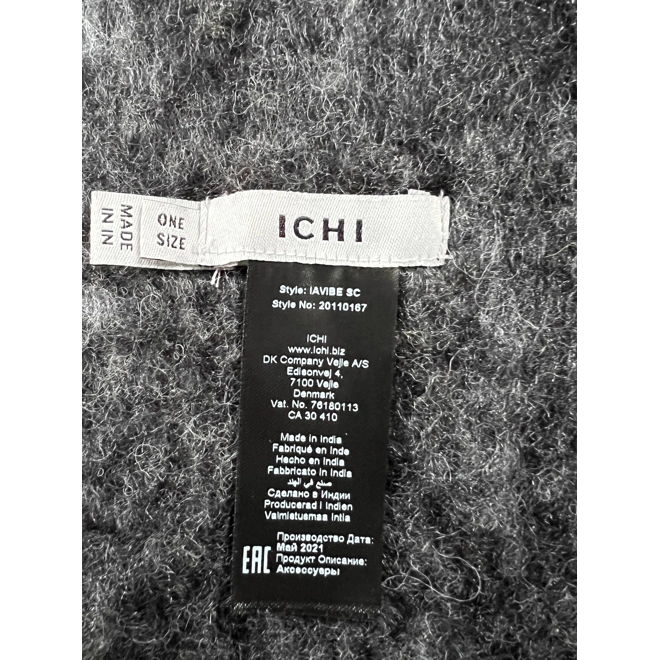 MADE
IN IN
ONE
SIZE
ICHI
Style: IAVIBE SC
Style No: 20110167
ICHI
www.ichi.biz
DK Company Vejle A/S
Edisonvej 4,
7100 Vejle
Denmark
Vat. No. 76180113
CA 30 410
Made in India
Fabriqué en Inde
Hecho en India
Fabbricato in India
صنع في الهند
Сделано в Индии
Producerad i Indien
Valmistusmaa Intia
Производство Дата:
Май 2021
Продукт Описание:
Аксессуары
EAC